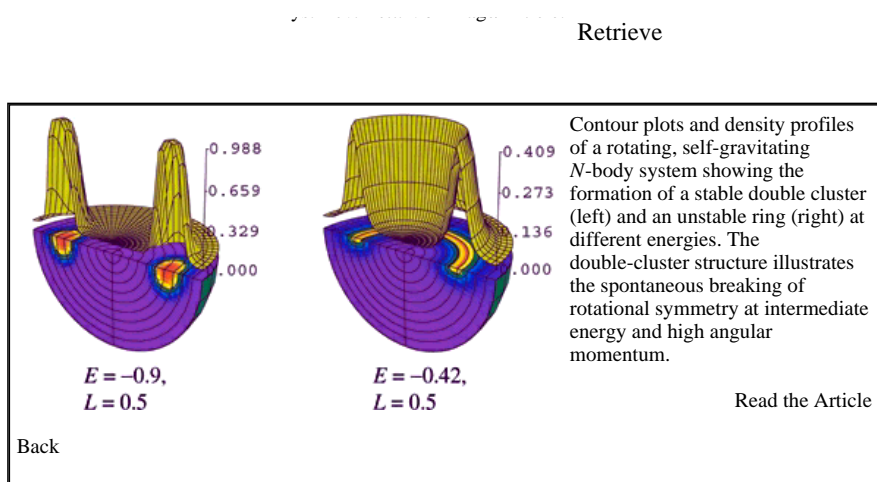 Retrieve
0.988
0.659
0.329
.000
0.409
0.273
0.136
.000
E = −0.9,
L = 0.5
E = −0.42,
L = 0.5
Contour plots and density profiles
of a rotating, self-gravitating
N-body system showing the
formation of a stable double cluster
(left) and an unstable ring (right) at
different energies. The
double-cluster structure illustrates
the spontaneous breaking of
rotational symmetry at intermediate
energy and high angular
momentum.
Read the Article
Back